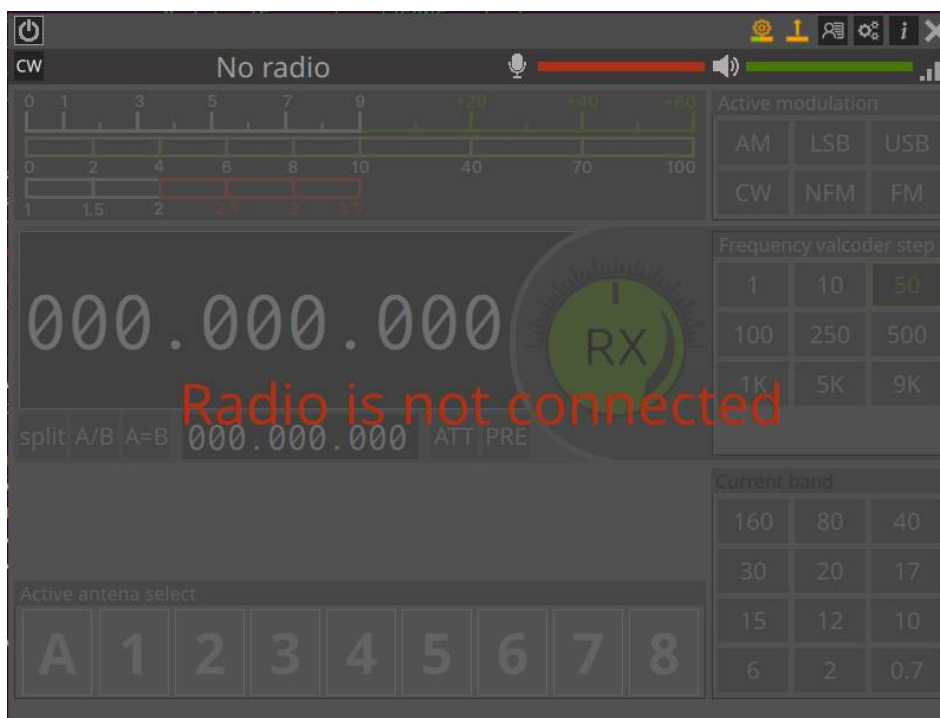 CW No radio
0 1 3 5 7 9 +20 +40 +60
0 2 4 6 8 10 40 70 100
1 1.5 2 2.5 3 3.5
Active modulation
AM LSB USB
CW NFM FM
000.000.000
RX
Frequency valcoder step
1 10 50
100 250 500
1K 5K 9K
Radio is not connected
split A/B A=B 000.000.000 ATT PRE
Current band
160 80 40
30 20 17
15 12 10
6 2 0.7
Active antena select
A 1 2 3 4 5 6 7 8